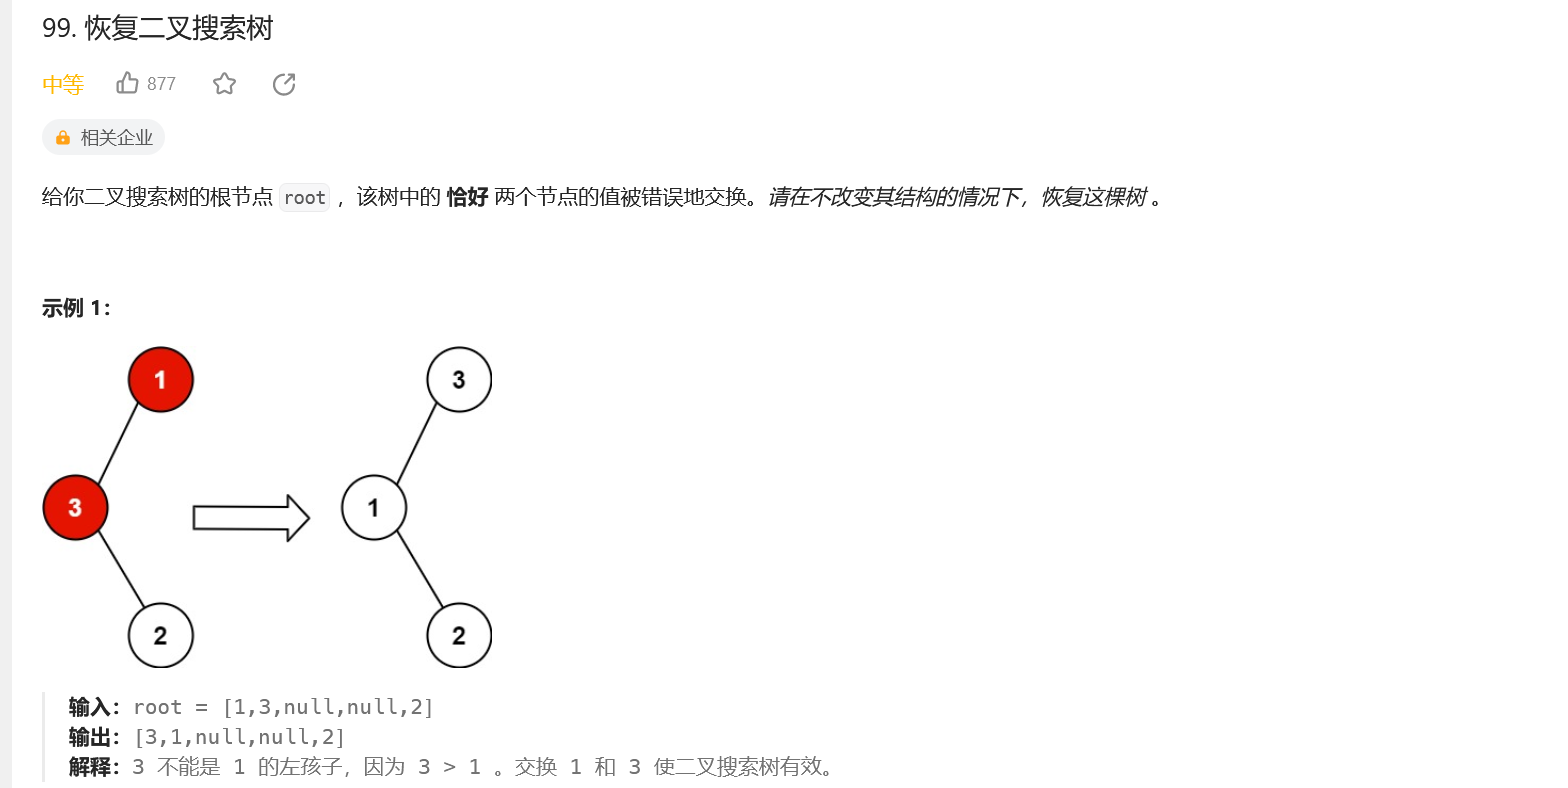 99. 恢复二叉搜索树
中等 877
相关企业
给你二叉搜索树的根节点 root ，该树中的 恰好 两个节点的值被错误地交换。请在不改变其结构的情况下，恢复这棵树 。
示例 1：
1 3
3 1
2 2
输入：root = [1,3,null,null,2]
输出：[3,1,null,null,2]
解释：3 不能是 1 的左孩子，因为 3 > 1 。交换 1 和 3 使二叉搜索树有效。